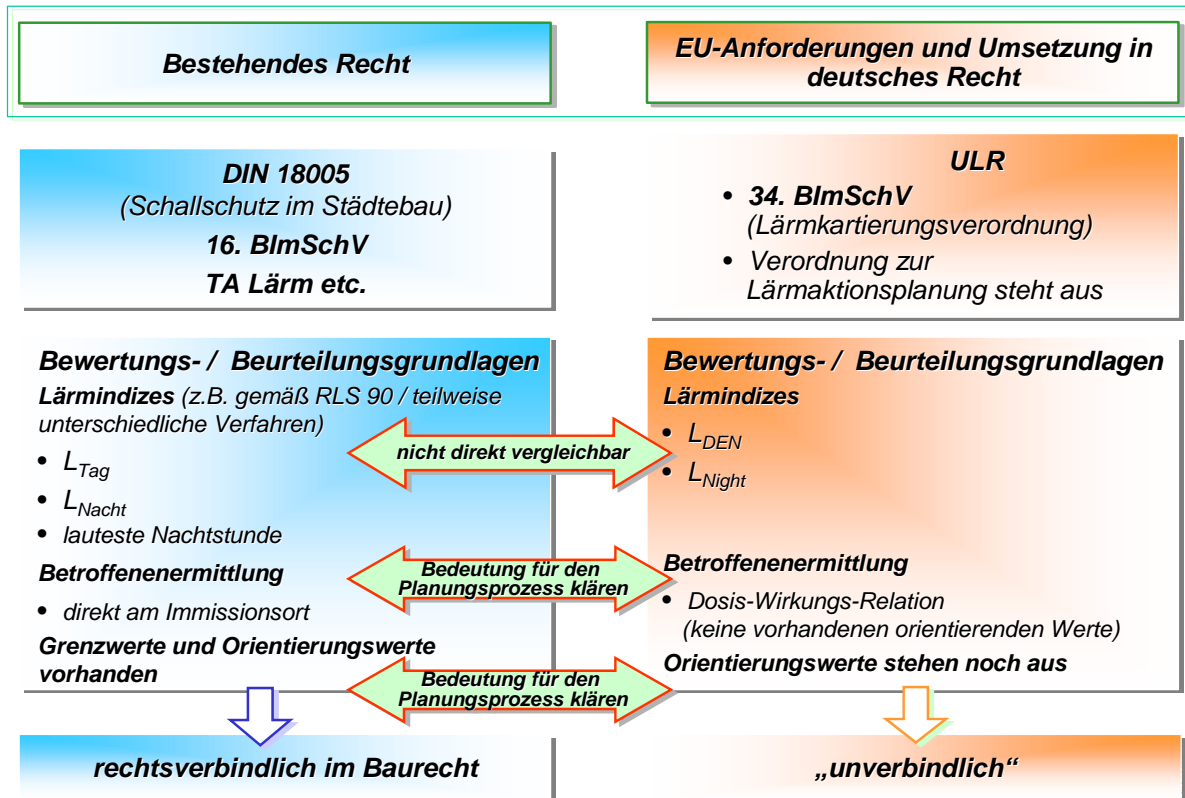 Bestehendes Recht
EU-Anforderungen und Umsetzung in
deutsches Recht
DIN 18005
(Schallschutz im Städtebau)
16. BImSchV
TA Lärm etc.
ULR
• 34. BImSchV
(Lärmkartierungsverordnung)
• Verordnung zur
Lärmaktionsplanung steht aus
Bewertungs- / Beurteilungsgrundlagen
Lärmindizes (z.B. gemäß RLS 90 / teilweise
unterschiedliche Verfahren)
• L_Tag
• L_Nacht
• lauteste Nachtstunde
Betroffenenermittlung
• direkt am Immissionsort
Grenzwerte und Orientierungswerte
vorhanden
nicht direkt vergleichbar
Bedeutung für den
Planungsprozess klären
Bedeutung für den
Planungsprozess klären
Bewertungs- / Beurteilungsgrundlagen
Lärmindizes
• L_DEN
• L_Night
Betroffenenermittlung
• Dosis-Wirkungs-Relation
(keine vorhandenen orientierenden Werte)
Orientierungswerte stehen noch aus
rechtsverbindlich im Baurecht
„unverbindlich“